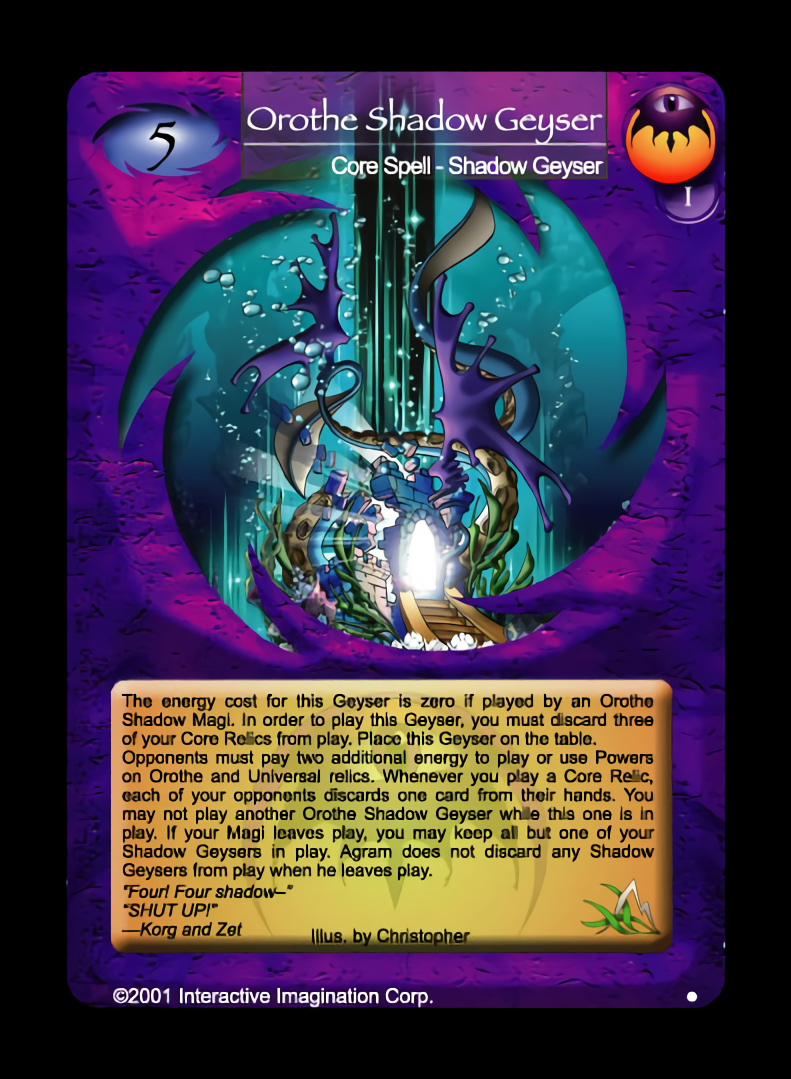 5
Orothe Shadow Geyser
Core Spell - Shadow Geyser
I
The energy cost for this Geyser is zero if played by an Orothe
Shadow Magi. In order to play this Geyser, you must discard three
of your Core Relics from play. Place this Geyser on the table.
Opponents must pay two additional energy to play or use Powers
on Orothe and Universal relics. Whenever you play a Core Relic,
each of your opponents discards one card from their hands. You
may not play another Orothe Shadow Geyser while this one is in
play. If your Magi leaves play, you may keep all but one of your
Shadow Geysers in play. Agram does not discard any Shadow
Geysers from play when he leaves play.
"Four! Four shadow–"
"SHUT UP!"
—Korg and Zet
Illus. by Christopher
©2001 Interactive Imagination Corp.